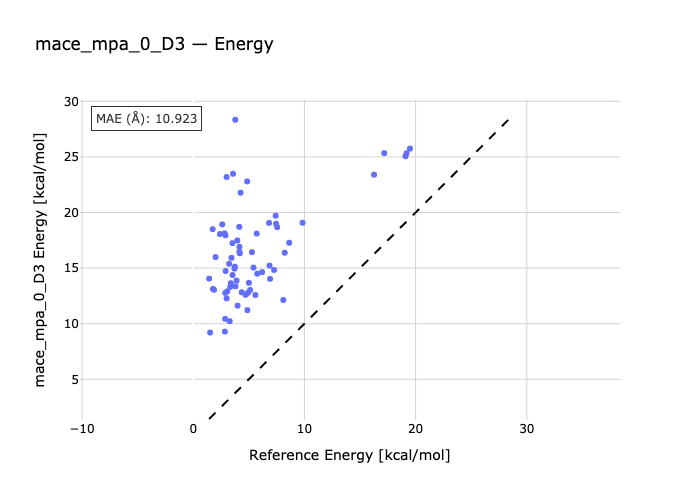 mace_mpa_0_D3 — Energy
MAE (Å): 10.923
30
25
20
15
10
5
−10
0
10
20
30
mace_mpa_0_D3 Energy [kcal/mol]
Reference Energy [kcal/mol]